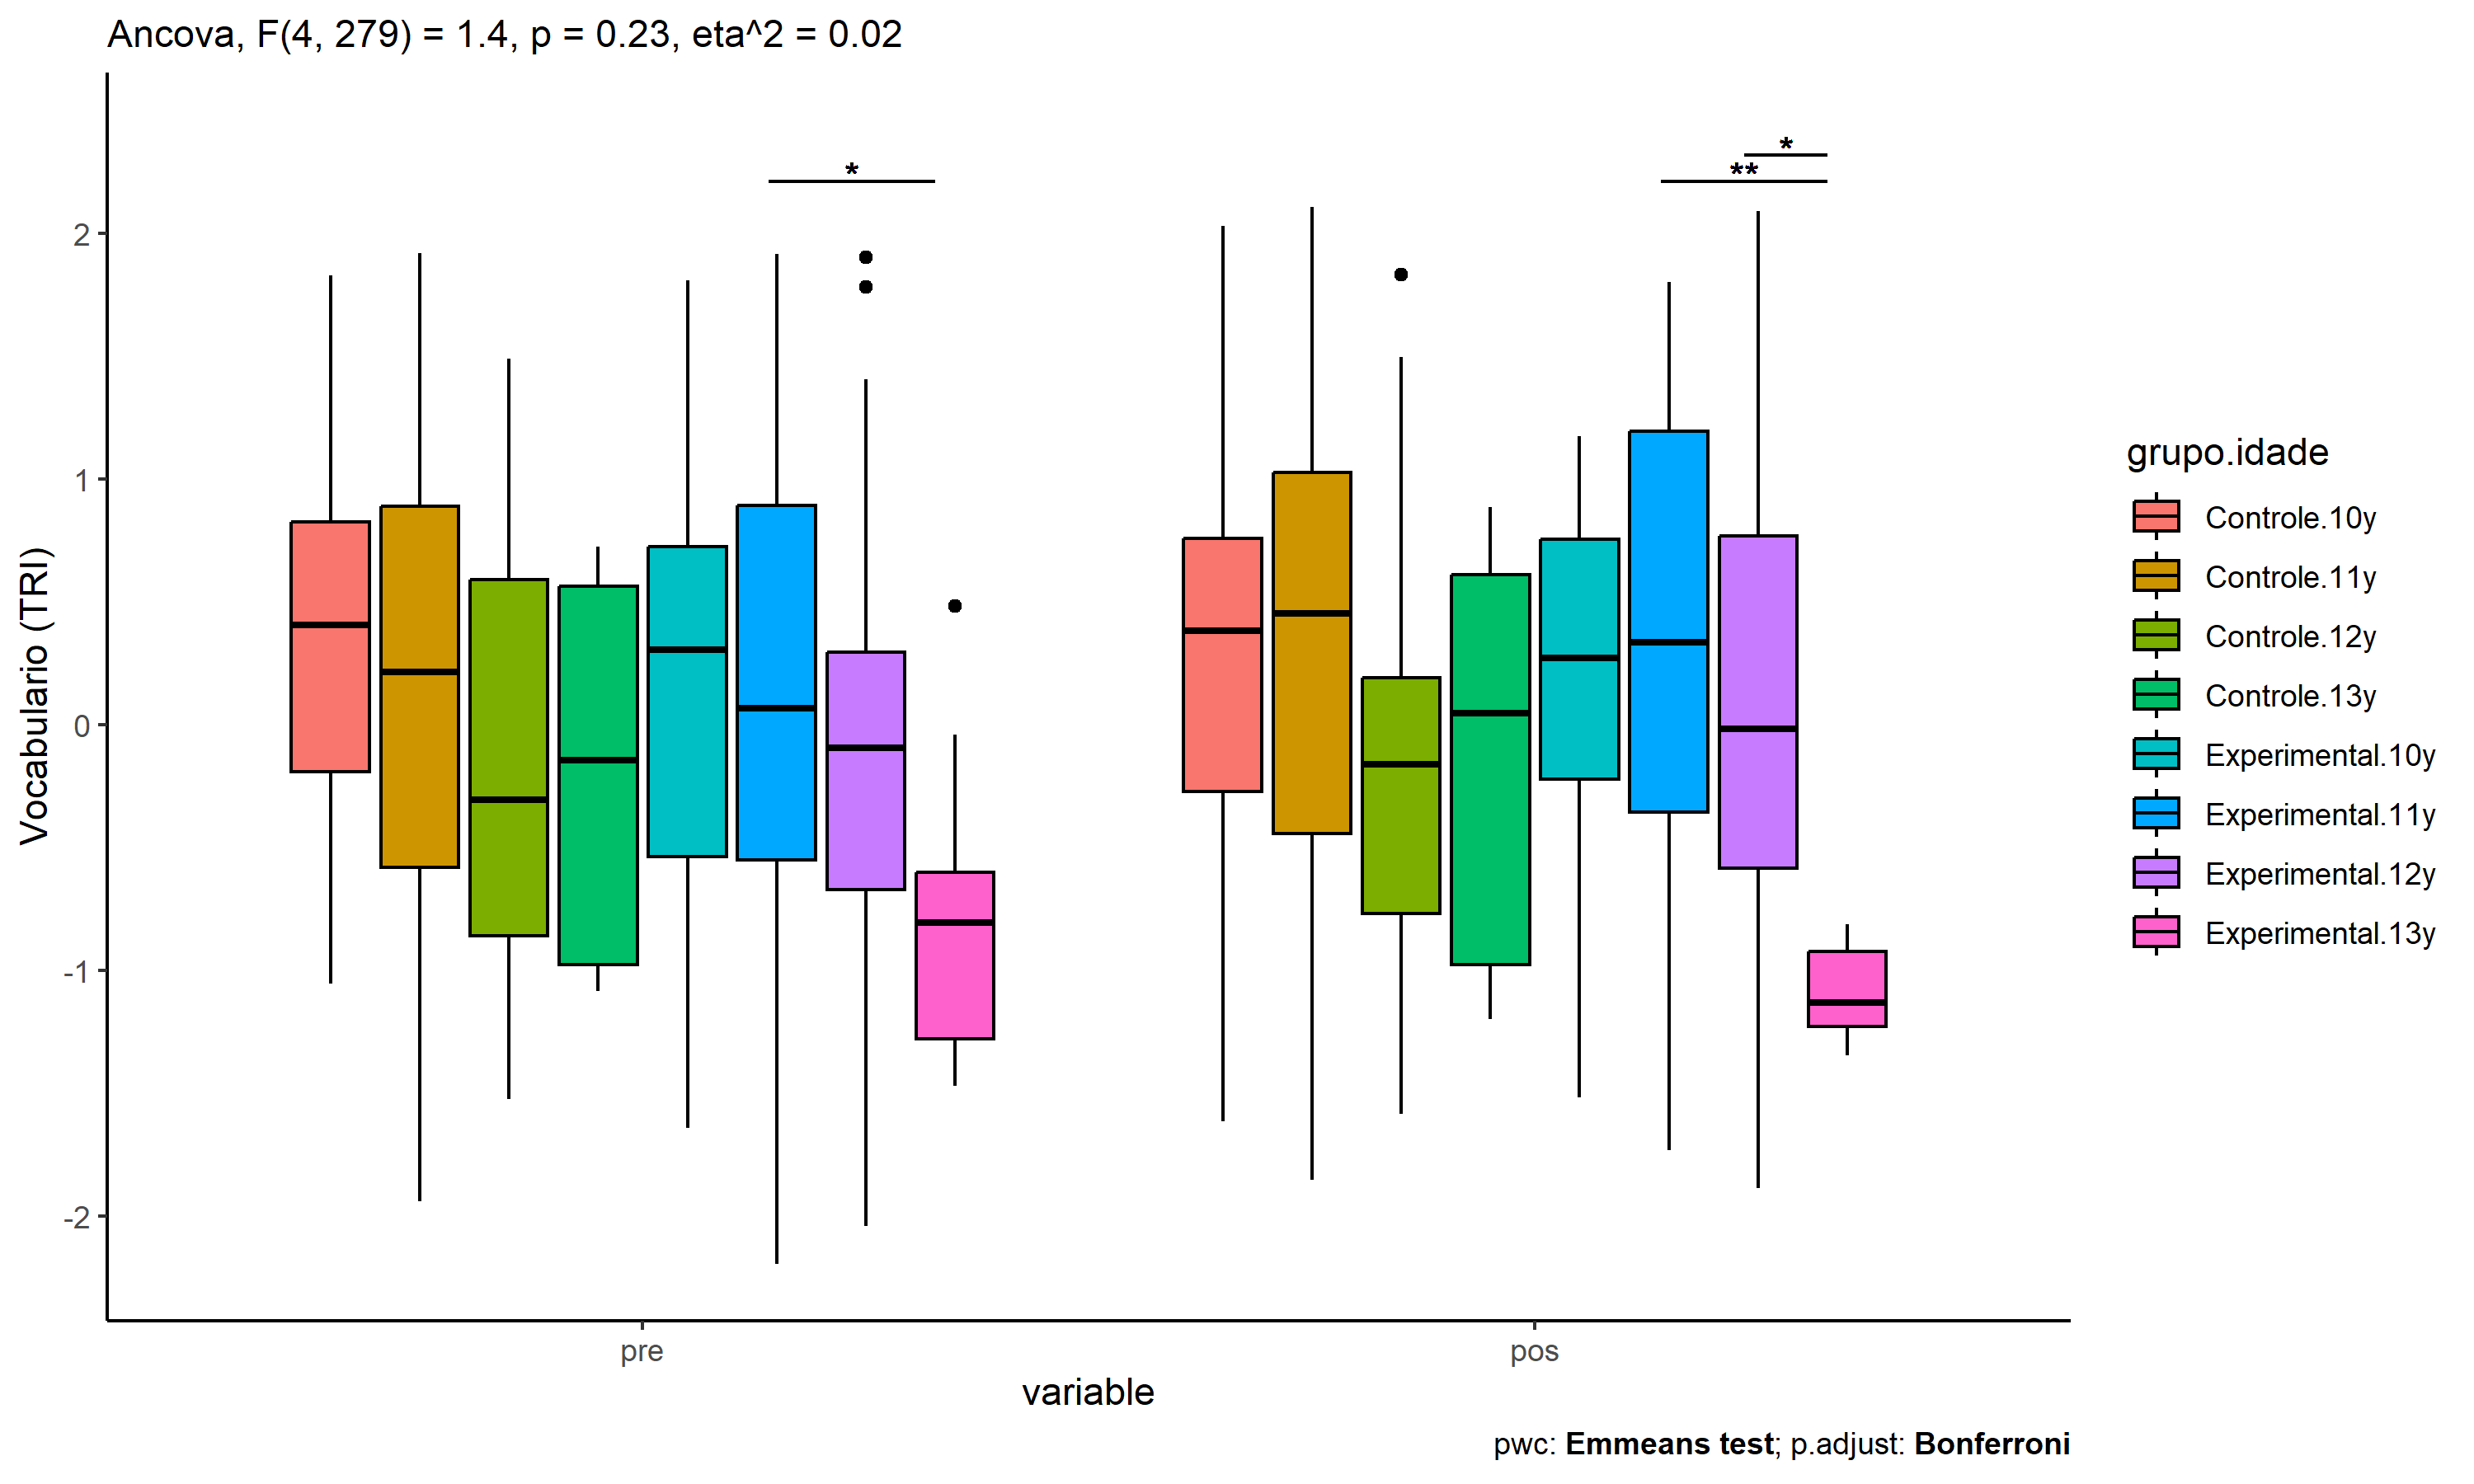 Ancova, F(4, 279) = 1.4, p = 0.23, eta^2 = 0.02
Vocabulario (TRI)
2
1
0
-1
-2
*
**
*
pre
pos
variable
grupo.idade
Controle.10y
Controle.11y
Controle.12y
Controle.13y
Experimental.10y
Experimental.11y
Experimental.12y
Experimental.13y
pwc: Emmeans test; p.adjust: Bonferroni